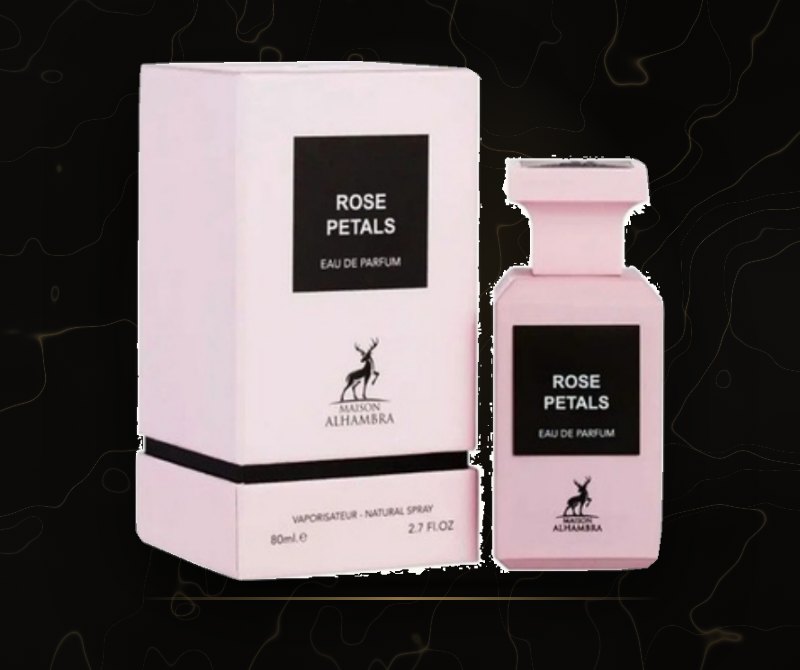 ROSE
PETALS
EAU DE PARFUM
MAISON
ALHAMBRA
VAPORISATEUR - NATURAL SPRAY
80ml.℮
2.7 Fl.OZ
ROSE
PETALS
EAU DE PARFUM
MAISON
ALHAMBRA